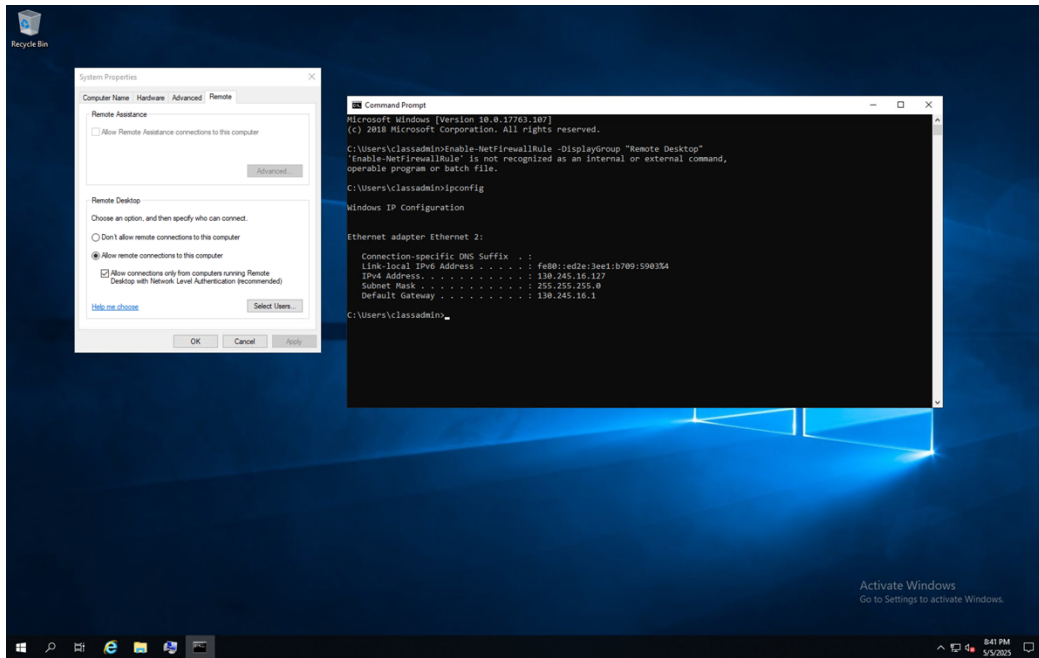 Recycle Bin
System Properties
Computer Name Hardware Advanced Remote
Remote Assistance
Allow Remote Assistance connections to this computer
Advanced...
Remote Desktop
Choose an option, and then specify who can connect.
Don't allow remote connections to this computer
Allow remote connections to this computer
Allow connections only from computers running Remote
Desktop with Network Level Authentication (recommended)
Help me choose
Select Users...
OK Cancel Apply
Command Prompt
Microsoft Windows [Version 10.0.17763.107]
(c) 2018 Microsoft Corporation. All rights reserved.
C:\Users\classadmin>Enable-NetFirewallRule -DisplayGroup "Remote Desktop"
'Enable-NetFirewallRule' is not recognized as an internal or external command,
operable program or batch file.
C:\Users\classadmin>ipconfig
Windows IP Configuration
Ethernet adapter Ethernet 2:
Connection-specific DNS Suffix . :
Link-local IPv6 Address . . . . . : fe80::ed2e:3ee1:b709:5903%4
IPv4 Address. . . . . . . . . . . : 130.245.16.127
Subnet Mask . . . . . . . . . . . : 255.255.255.0
Default Gateway . . . . . . . . . : 130.245.16.1
C:\Users\classadmin>
Activate Windows
Go to Settings to activate Windows.
8:41 PM
5/5/2025